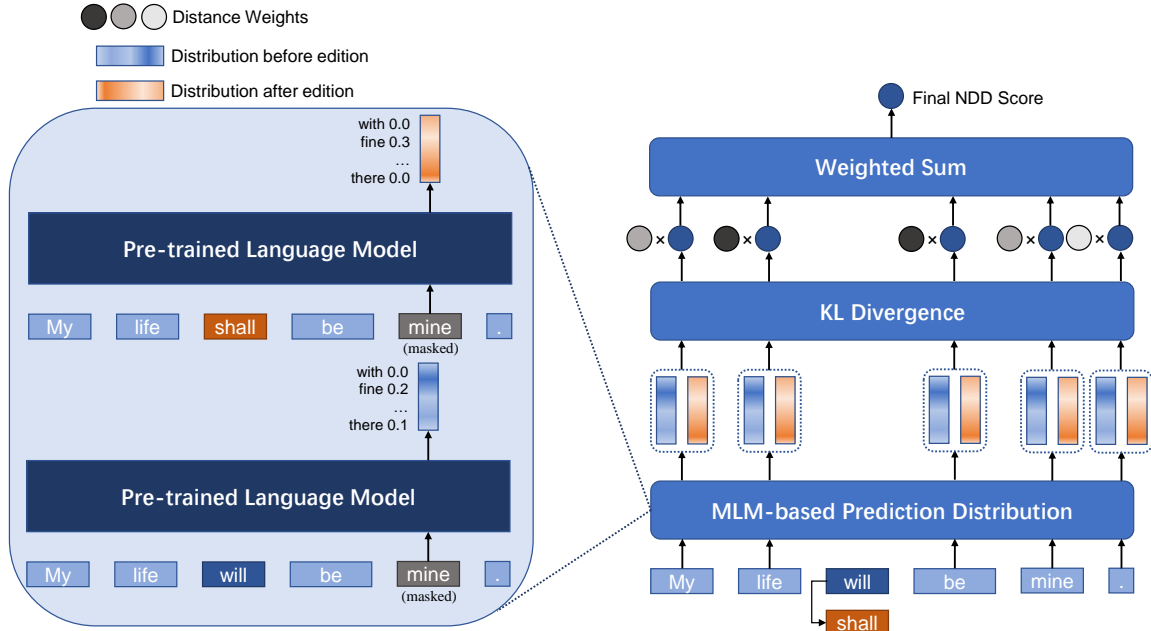 Distance Weights
Distribution before edition
Distribution after edition
with 0.0
fine 0.3
...
there 0.0
Pre-trained Language Model
My life shall be mine .
(masked)
with 0.0
fine 0.2
...
there 0.1
Pre-trained Language Model
My life will be mine .
(masked)
Final NDD Score
Weighted Sum
× × × × ×
KL Divergence
MLM-based Prediction Distribution
My life will be mine .
shall